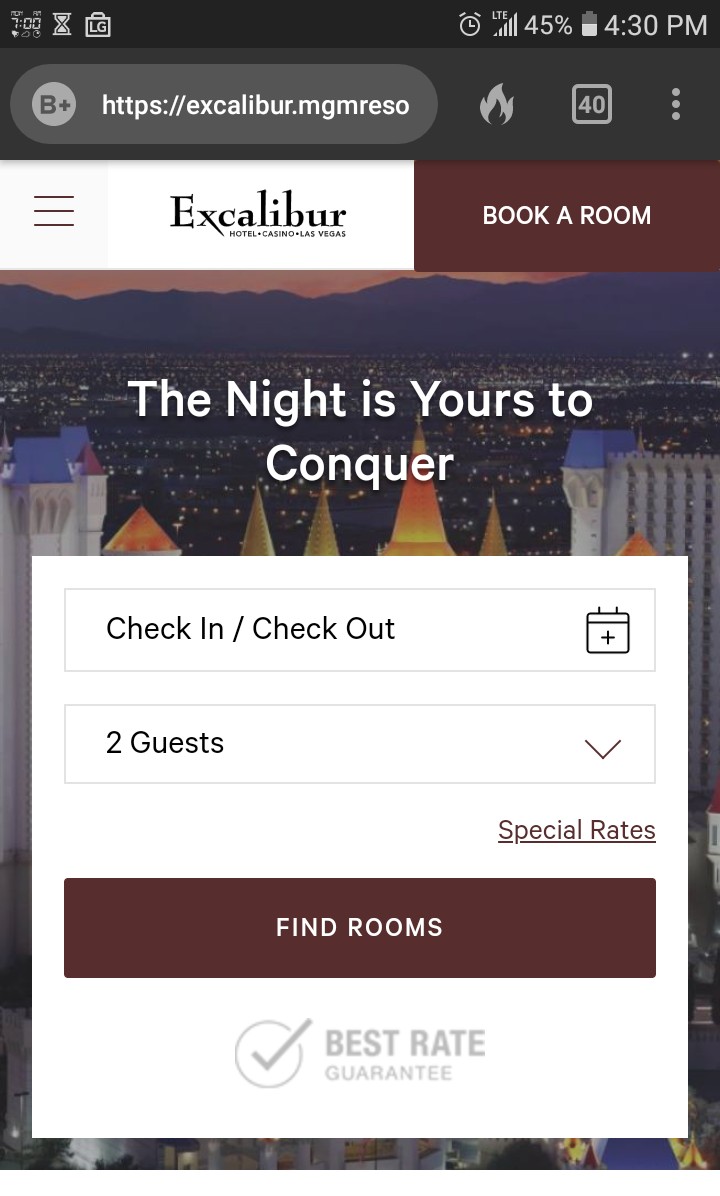 MON AM
7:00
LG
LTE
45%
4:30 PM
B+
https://excalibur.mgmreso
40
Excalibur
HOTEL•CASINO•LAS VEGAS
BOOK A ROOM
The Night is Yours to
Conquer
Check In / Check Out
2 Guests
Special Rates
FIND ROOMS
BEST RATE
GUARANTEE